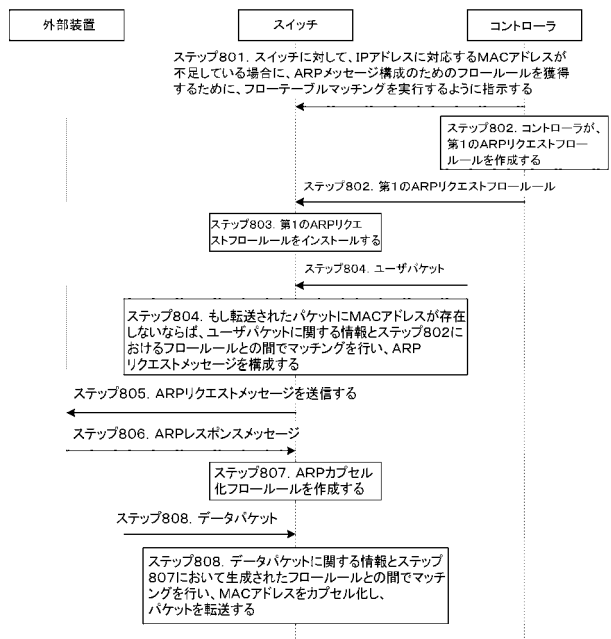 外部装置
スイッチ
コントローラ
ステップ801. スイッチに対して、IPアドレスに対応するMACアドレスが
不足している場合に、ARPメッセージ構成のためのフロールールを獲得
するために、フローテーブルマッチングを実行するように指示する
ステップ802. コントローラが、
第1のARPリクエストフロー
ルールを作成する
ステップ802. 第1のARPリクエストフロールール
ステップ803. 第1のARPリクエ
ストフロールールをインストールする
ステップ804. ユーザパケット
ステップ804. もし転送されたパケットにMACアドレスが存在
しないならば、ユーザパケットに関する情報とステップ802に
おけるフロールールとの間でマッチングを行い、ARP
リクエストメッセージを構成する
ステップ805. ARPリクエストメッセージを送信する
ステップ806. ARPレスポンスメッセージ
ステップ807. ARPカプセル
化フロールールを作成する
ステップ808. データパケット
ステップ808. データパケットに関する情報とステップ
807において生成されたフロールールとの間でマッチ
ングを行い、MACアドレスをカプセル化し、
パケットを転送する